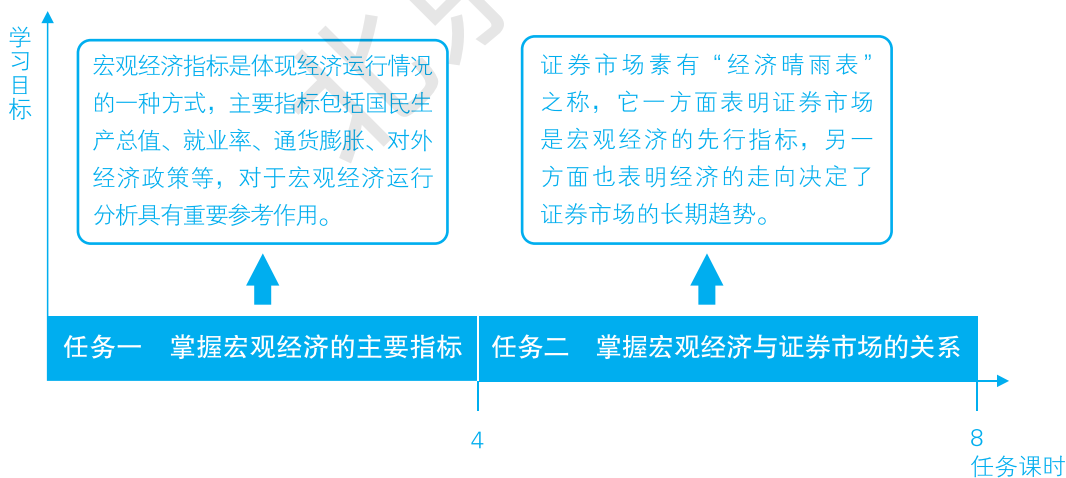 学习目标
宏观经济指标是体现经济运行情况
的一种方式，主要指标包括国民生
产总值、就业率、通货膨胀、对外
经济政策等，对于宏观经济运行
分析具有重要参考作用。
证券市场素有“经济晴雨表”
之称，它一方面表明证券市场
是宏观经济的先行指标，另一
方面也表明经济的走向决定了
证券市场的长期趋势。
任务一 掌握宏观经济的主要指标
任务二 掌握宏观经济与证券市场的关系
4
8
任务课时
北